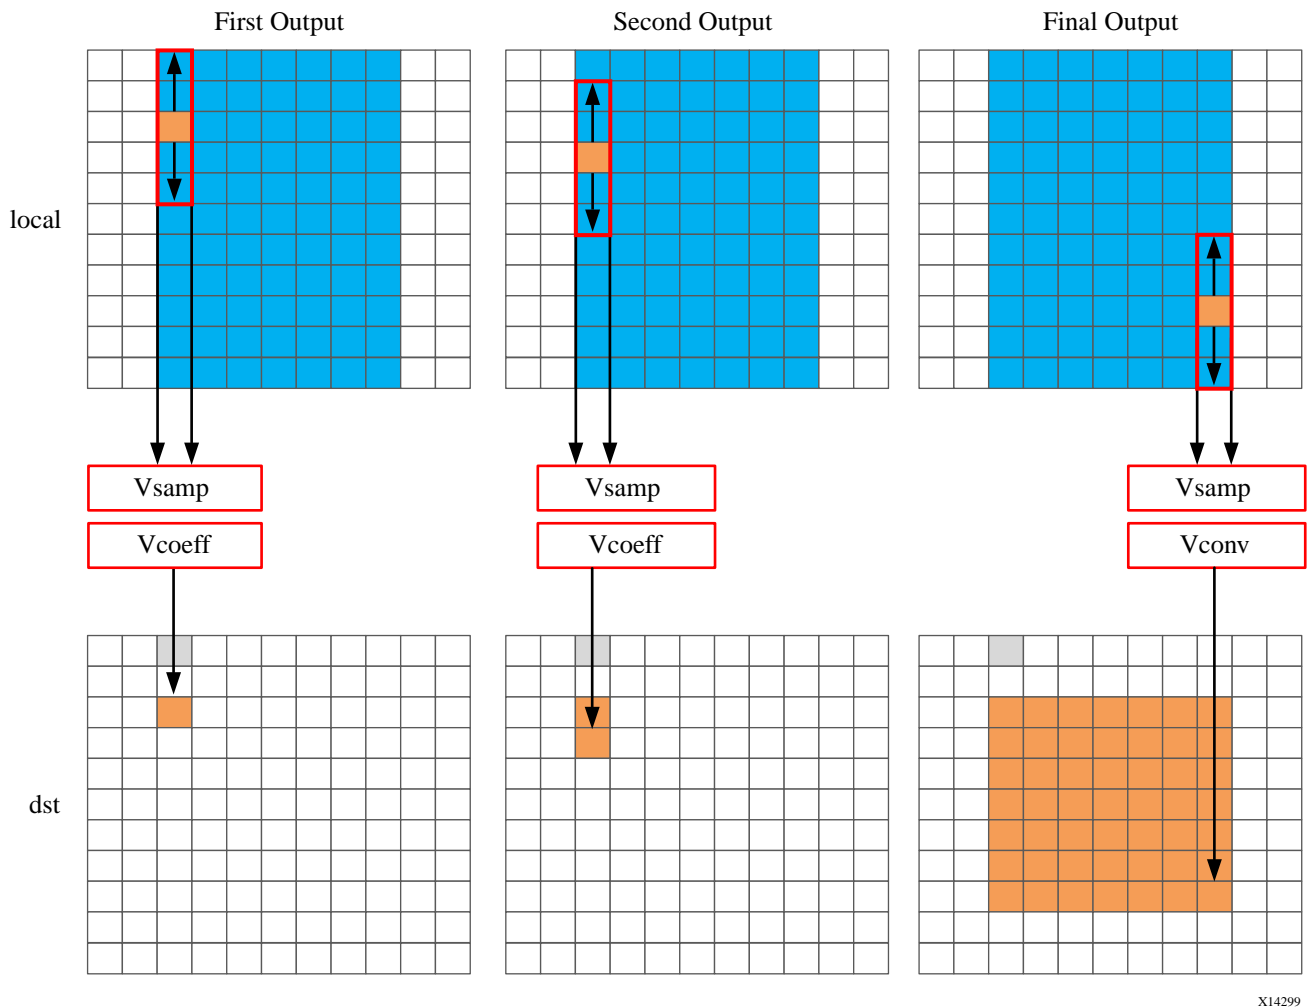 First Output
Second Output
Final Output
local
Vsamp
Vsamp
Vsamp
Vcoeff
Vcoeff
Vconv
dst
X14299